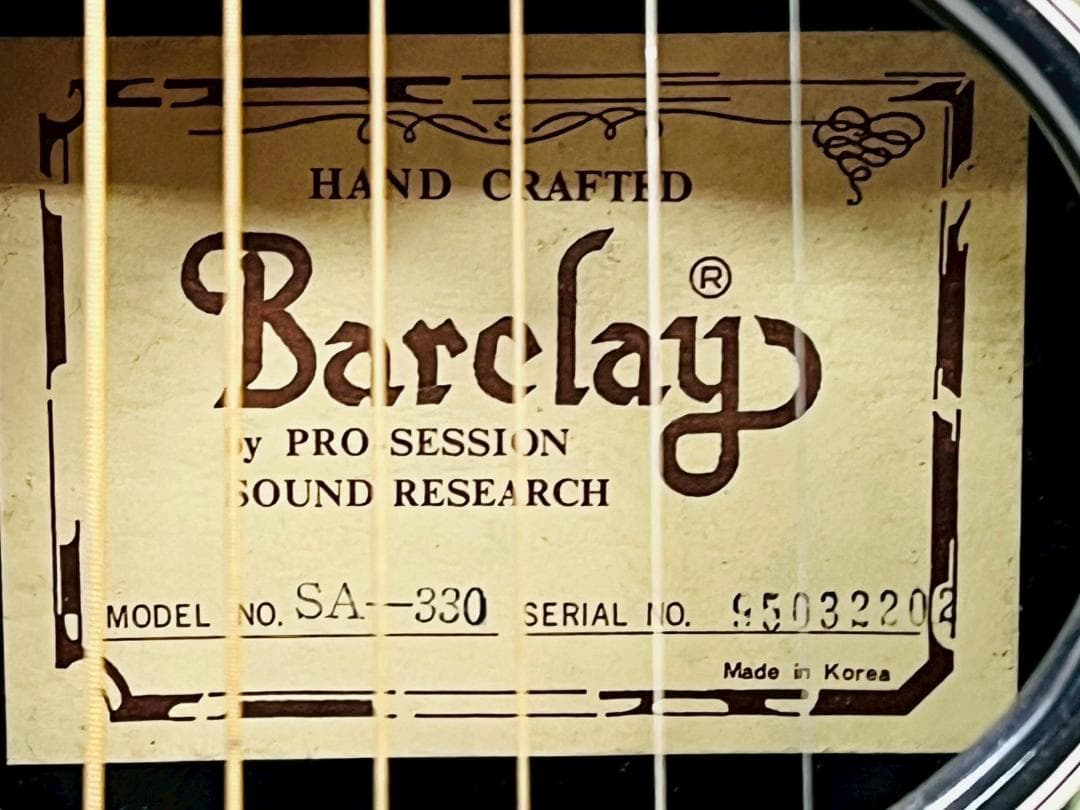 HAND CRAFTED
Barclay®
by PRO SESSION
SOUND RESEARCH
MODEL NO. SA-330 SERIAL NO. 95032202
Made in Korea